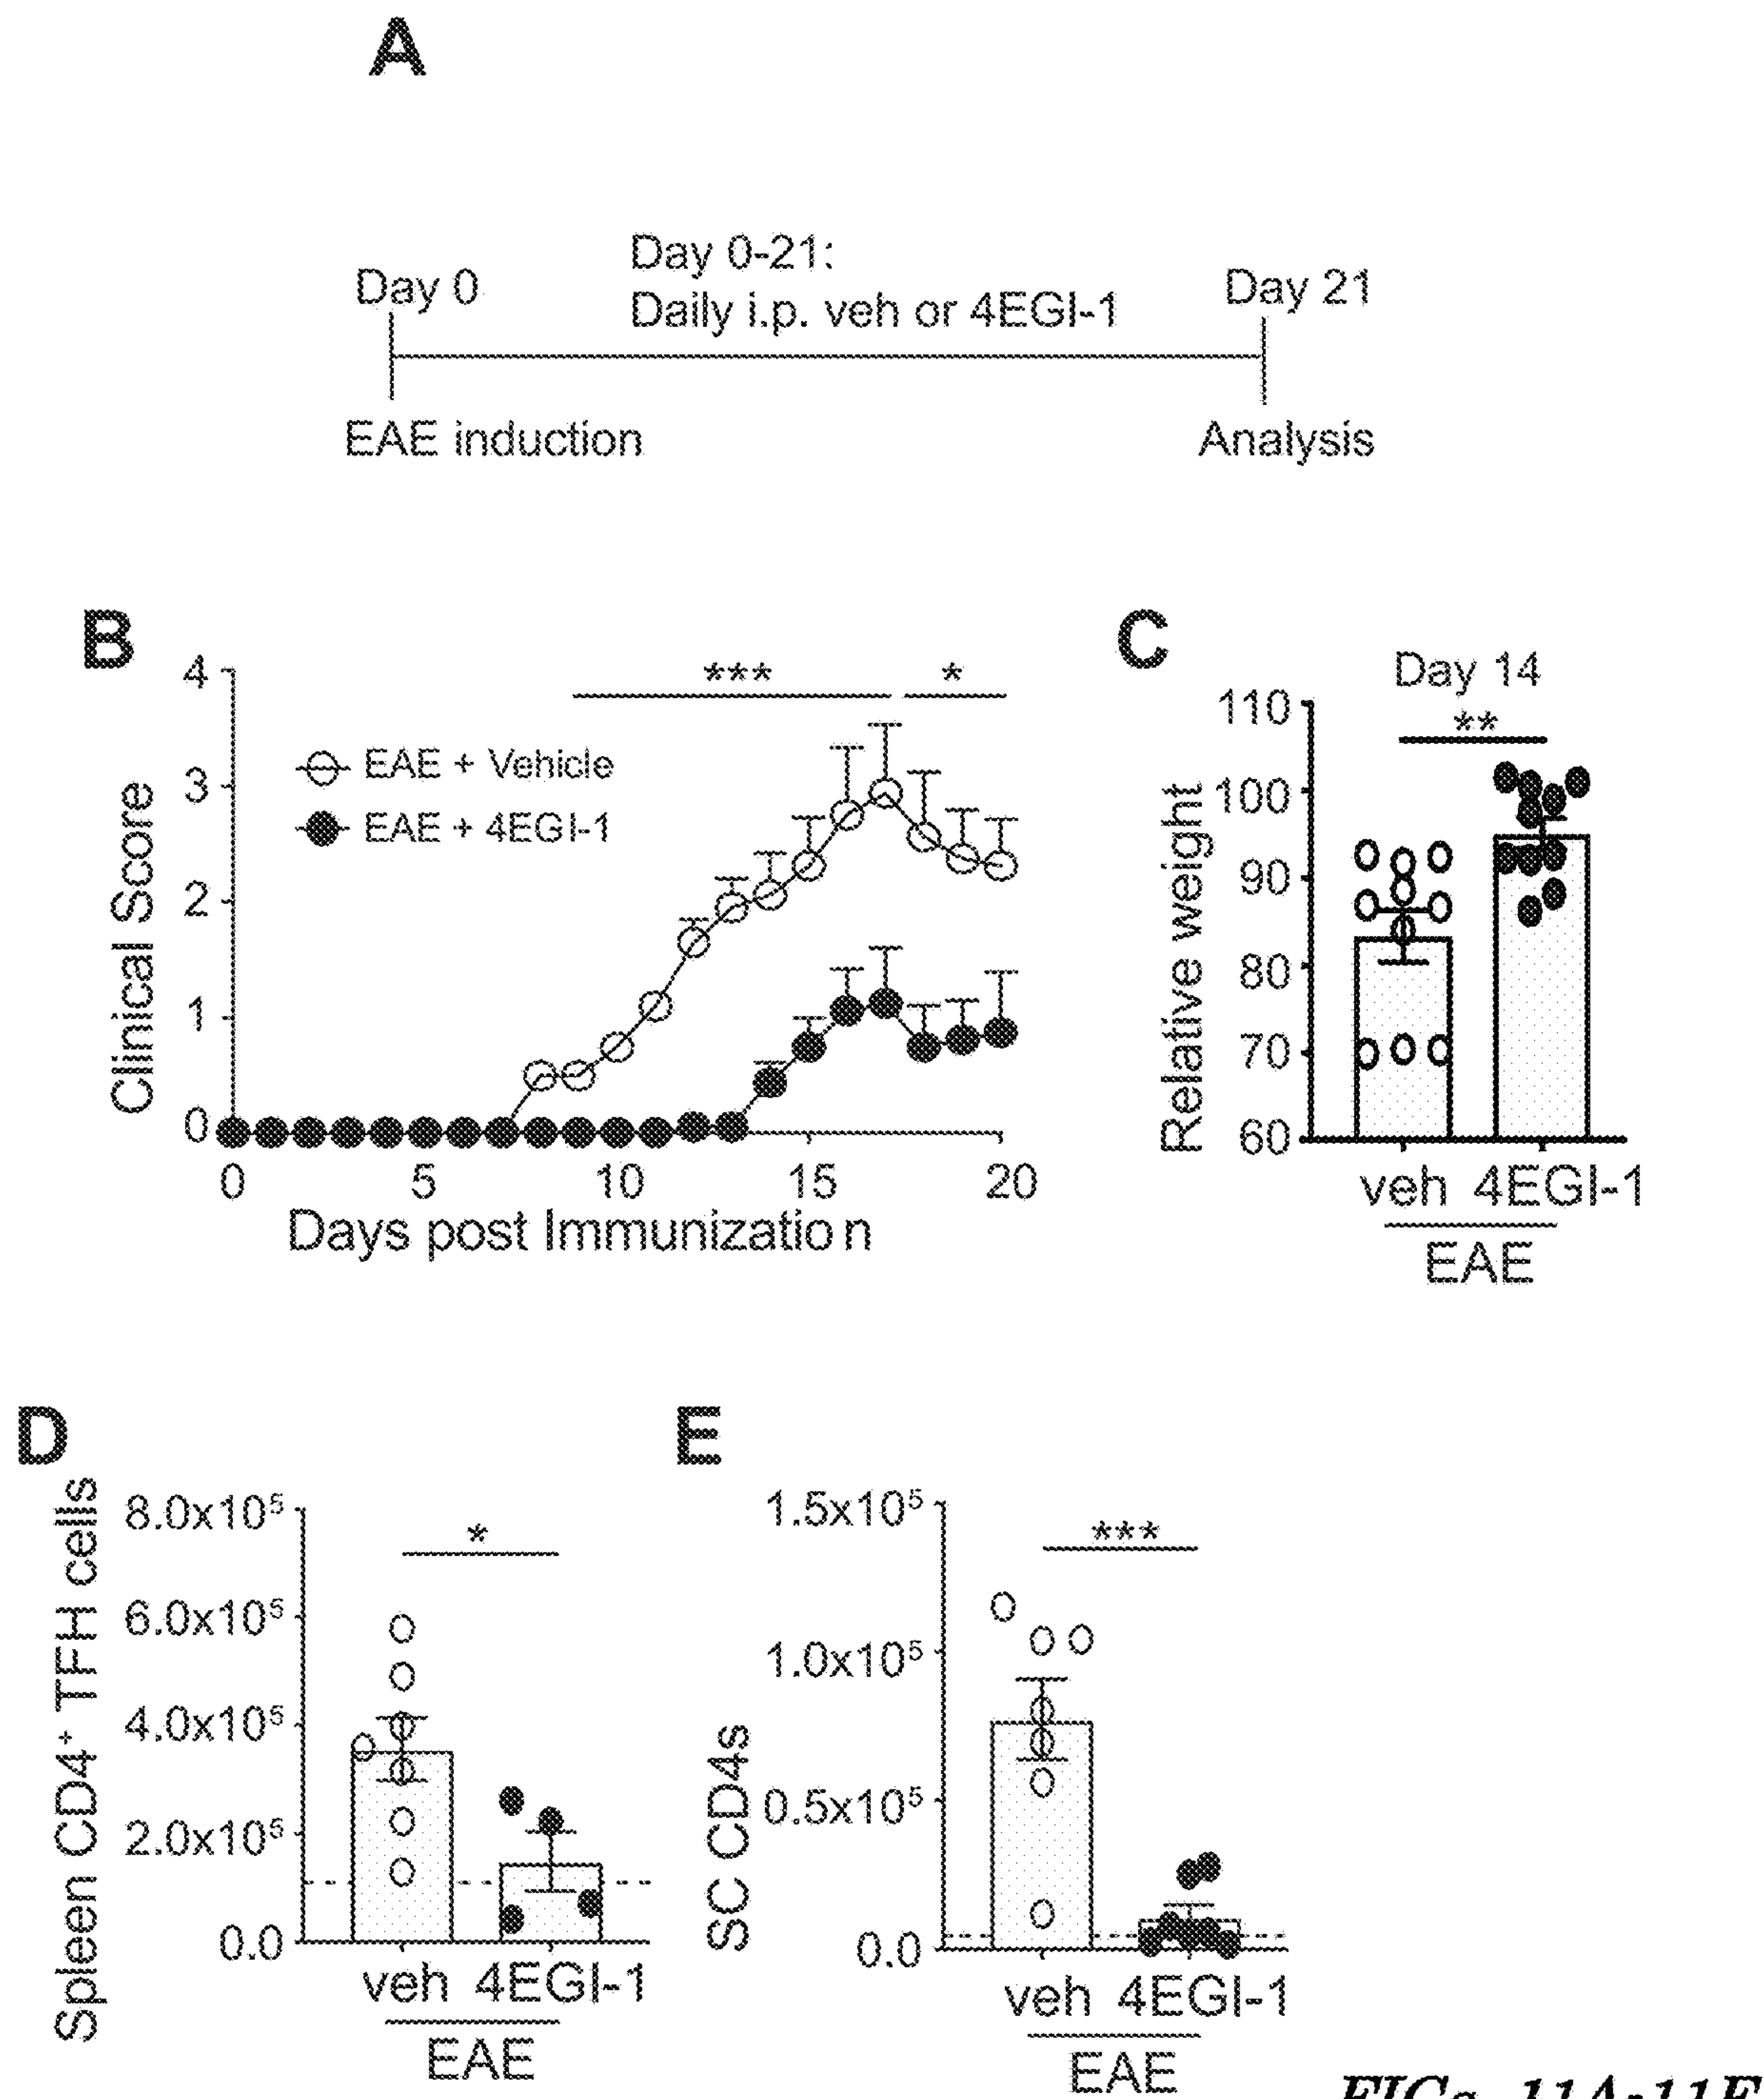 A
Day 0-21:
Day 0
Daily i.p. veh or 4EGI-1
Day 21
EAE induction
Analysis
B
4
3
2
1
0
Clinical Score
***
*
EAE + Vehicle
EAE + 4EGI-1
0
5
10
15
20
Days post Immunization
C
Day 14
**
110
100
90
80
70
60
Relative weight
veh 4EGI-1
EAE
D
Spleen CD4⁺ TFH cells
8.0x10⁵
6.0x10⁵
4.0x10⁵
2.0x10⁵
0.0
*
veh 4EGI-1
EAE
E
SC CD4s
1.5x10⁵
1.0x10⁵
0.5x10⁵
0.0
***
veh 4EGI-1
EAE
FIGs. 11A-11E